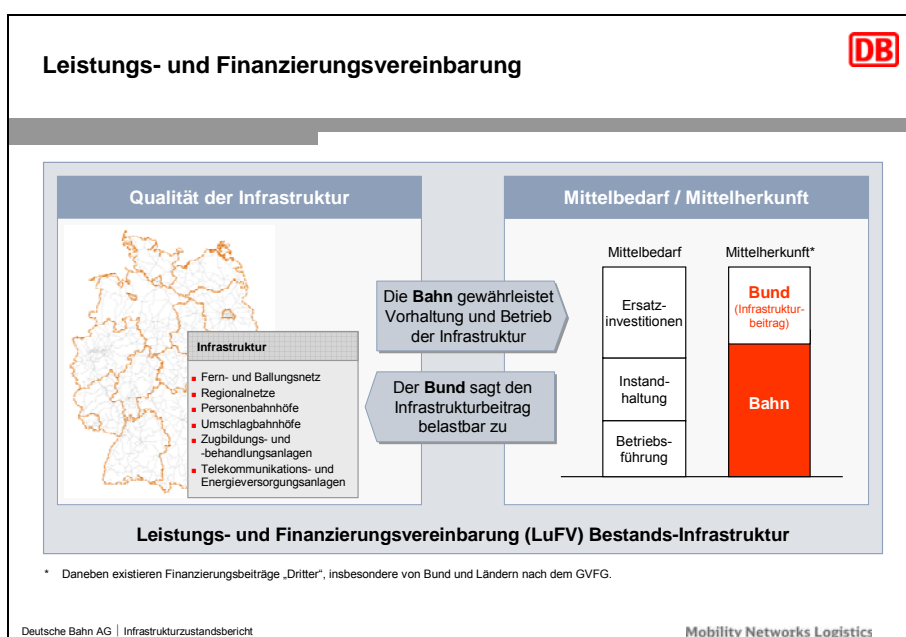 Leistungs- und Finanzierungsvereinbarung
DB
Qualität der Infrastruktur
Infrastruktur
Fern- und Ballungsnetz
Regionalnetze
Personenbahnhöfe
Umschlagbahnhöfe
Zugbildungs- und
-behandlungsanlagen
Telekommunikations- und
Energieversorgungsanlagen
Die Bahn gewährleistet
Vorhaltung und Betrieb
der Infrastruktur
Der Bund sagt den
Infrastrukturbeitrag
belastbar zu
Mittelbedarf / Mittelherkunft
Mittelbedarf
Ersatz-
investitionen
Instand-
haltung
Betriebs-
führung
Mittelherkunft*
Bund
(Infrastruktur-
beitrag)
Bahn
Leistungs- und Finanzierungsvereinbarung (LuFV) Bestands-Infrastruktur
* Daneben existieren Finanzierungsbeiträge „Dritter“, insbesondere von Bund und Ländern nach dem GVFG.
Deutsche Bahn AG | Infrastrukturzustandsbericht
Mobility Networks Logistics